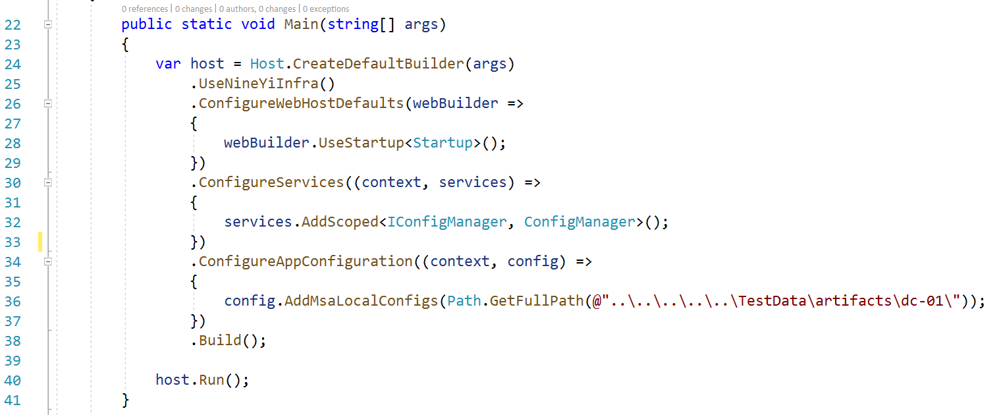 0 references | 0 changes | 0 authors, 0 changes | 0 exceptions
22 public static void Main(string[] args)
23 {
24 var host = Host.CreateDefaultBuilder(args)
25 .UseNineYiInfra()
26 .ConfigureWebHostDefaults(webBuilder =>
27 {
28 webBuilder.UseStartup<Startup>();
29 })
30 .ConfigureServices((context, services) =>
31 {
32 services.AddScoped<IConfigManager, ConfigManager>();
33 })
34 .ConfigureAppConfiguration((context, config) =>
35 {
36 config.AddMsaLocalConfigs(Path.GetFullPath(@"..\..\..\..\..\TestData\artifacts\dc-01\"));
37 })
38 .Build();
39
40 host.Run();
41 }